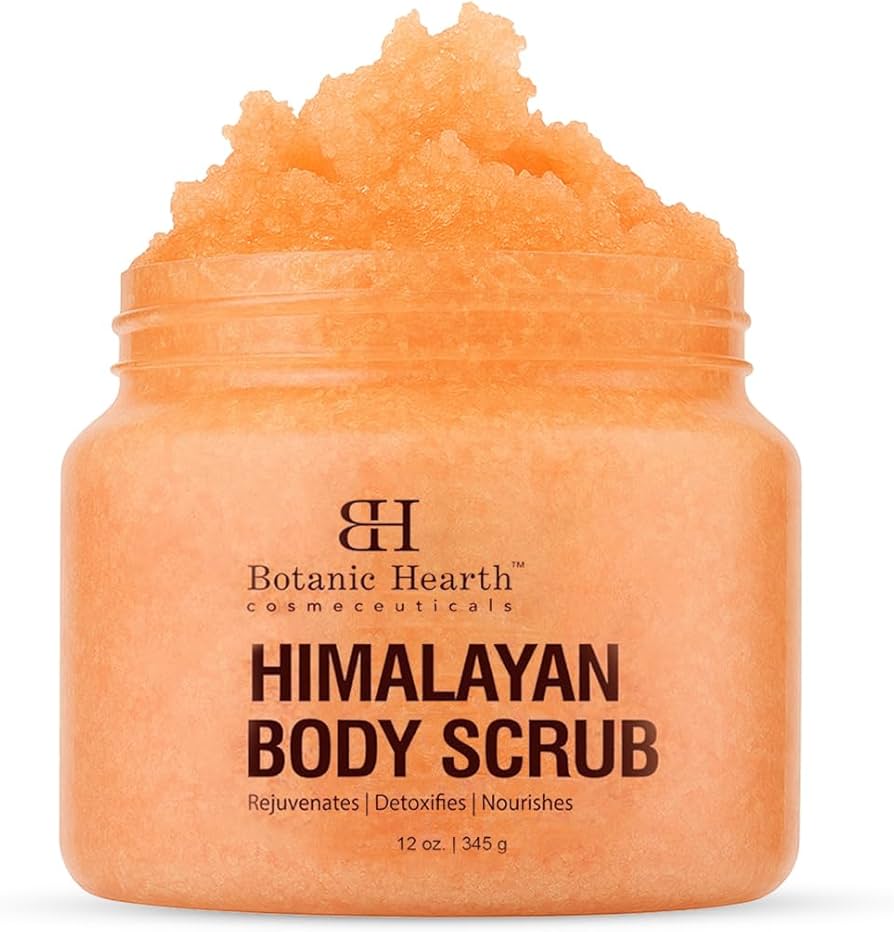 BH
Botanic Hearth™
cosmeceuticals
HIMALAYAN
BODY SCRUB
Rejuvenates | Detoxifies | Nourishes
12 oz. | 345 g